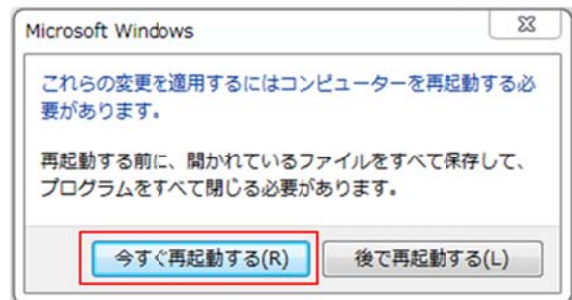 Microsoft Windows
これらの変更を適用するにはコンピューターを再起動する必
要があります。
再起動する前に、開かれているファイルをすべて保存して、
プログラムをすべて閉じる必要があります。
今すぐ再起動する(R)
後で再起動する(L)